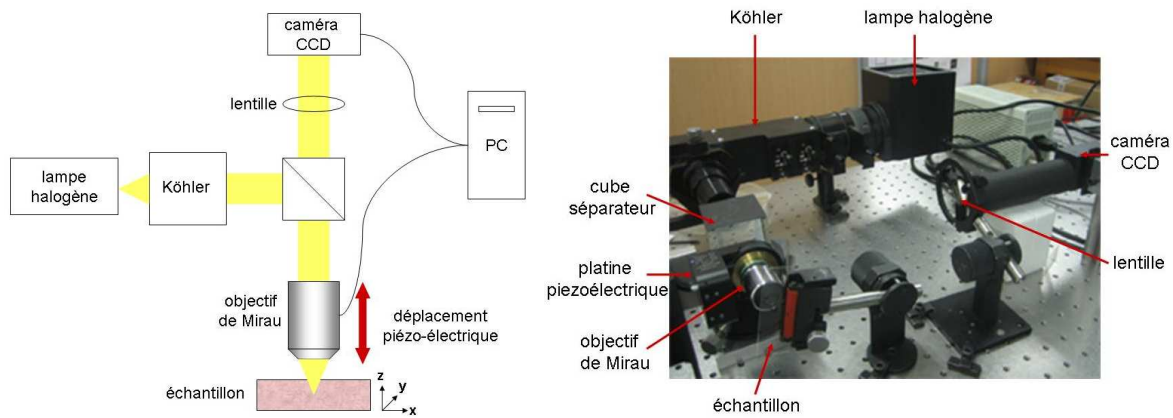 caméra
CCD
lentille
PC
lampe
halogène
Köhler
objectif
de Mirau
déplacement
piézo-électrique
échantillon
z
y
x
Köhler
lampe halogène
caméra
CCD
cube
séparateur
lentille
platine
piezoélectrique
objectif
de Mirau
échantillon